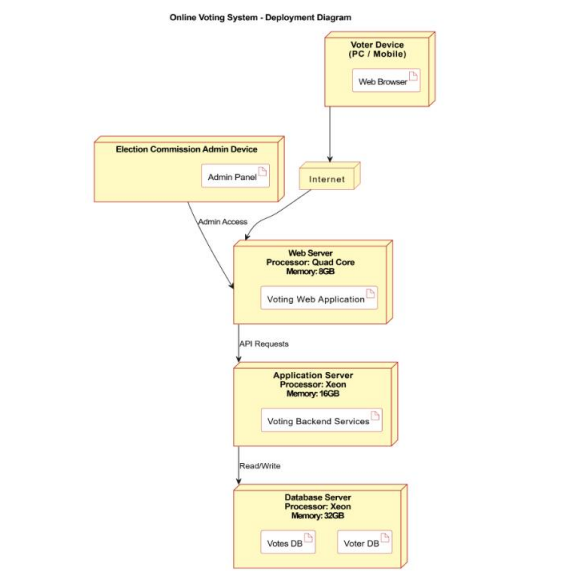 Online Voting System - Deployment Diagram
Voter Device
(PC / Mobile)
Web Browser
Election Commission Admin Device
Admin Panel
Internet
Admin Access
Web Server
Processor: Quad Core
Memory: 8GB
Voting Web Application
API Requests
Application Server
Processor: Xeon
Memory: 16GB
Voting Backend Services
Read/Write
Database Server
Processor: Xeon
Memory: 32GB
Votes DB
Voter DB